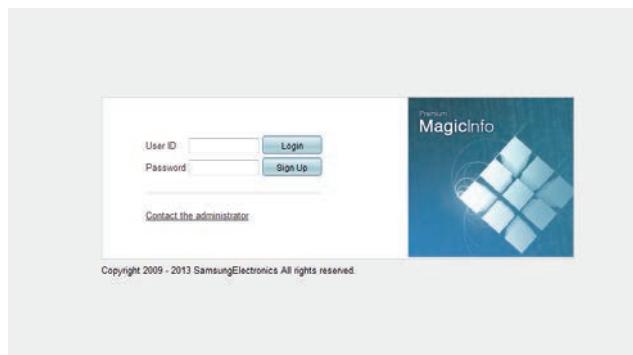 Premium
MagicInfo
User ID Login
Password Sign Up
Contact the administrator
Copyright 2009 - 2013 SamsungElectronics All rights reserved.